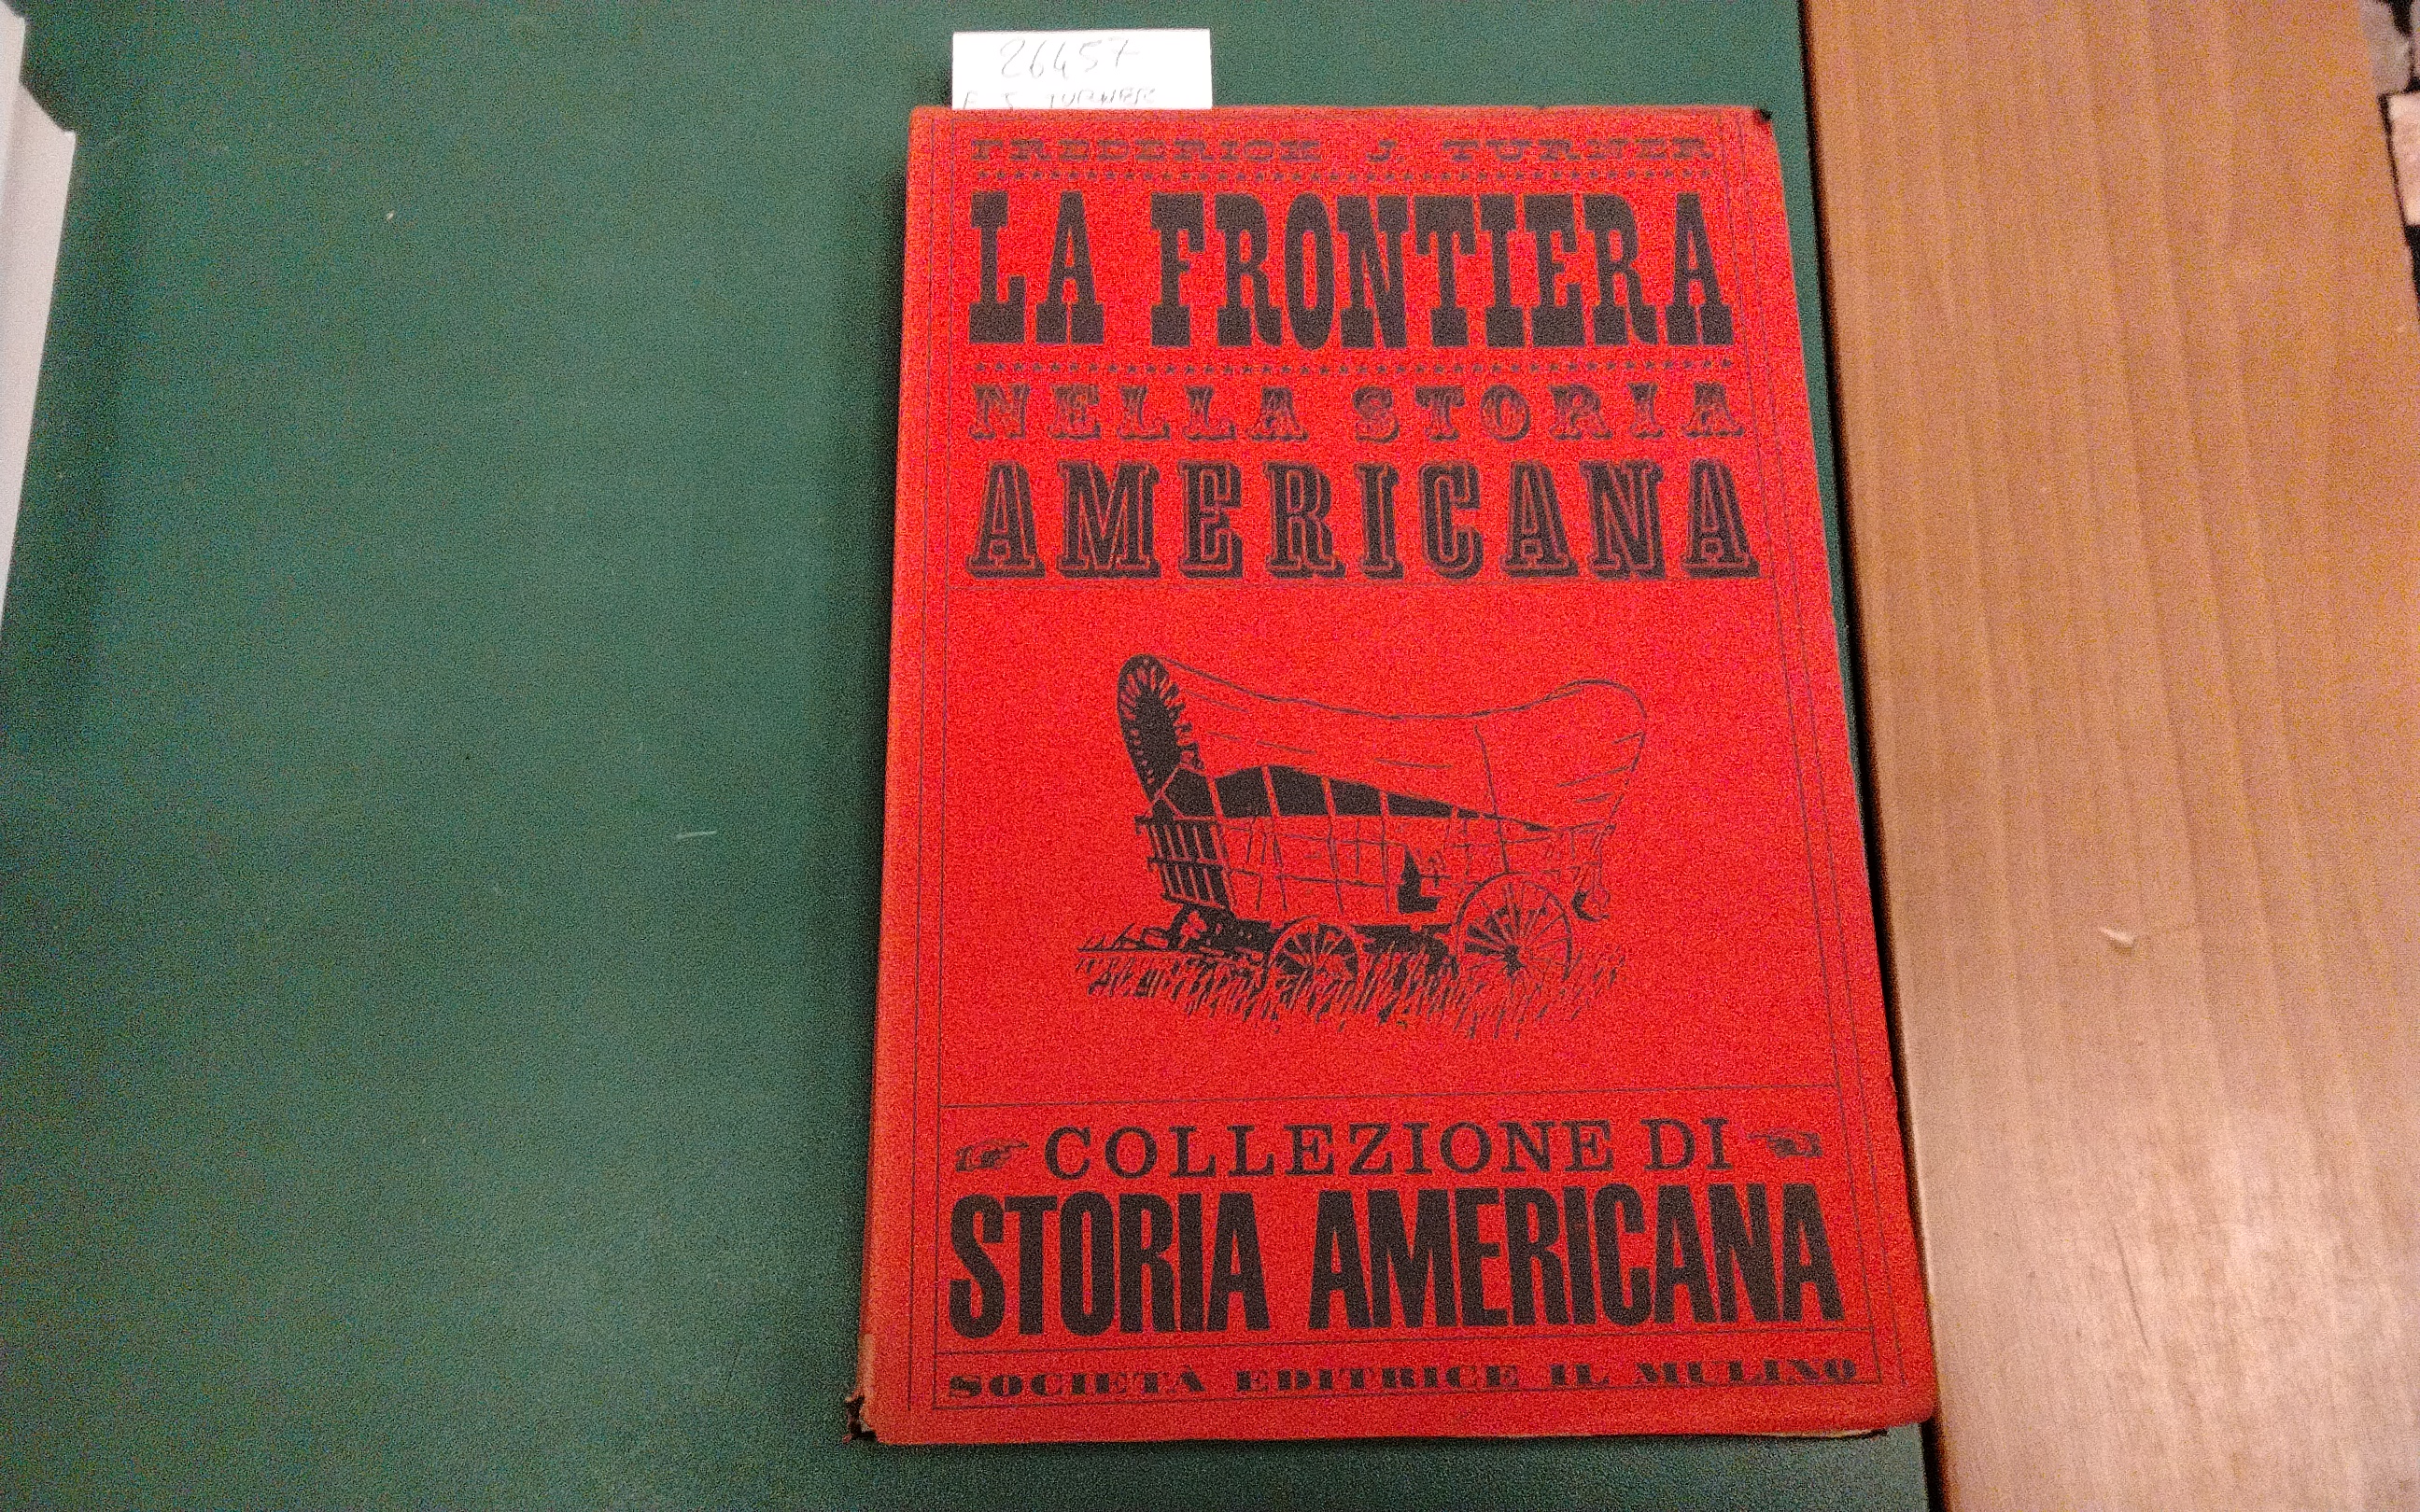 26457
F. J. TURNER
FREDERICK J. TURNER
LA FRONTIERA
NELLA STORIA
AMERICANA
COLLEZIONE DI
STORIA AMERICANA
SOCIETÀ EDITRICE IL MULINO